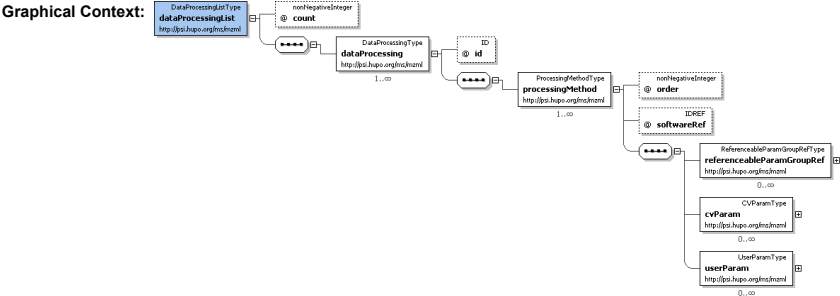 Graphical Context:
DataProcessingListType
dataProcessingList
http://psi.hupo.org/ms/mzml
nonNegativeInteger
@ count
DataProcessingType
dataProcessing
http://psi.hupo.org/ms/mzml
1..∞
ID
@ id
ProcessingMethodType
processingMethod
http://psi.hupo.org/ms/mzml
1..∞
nonNegativeInteger
@ order
IDREF
@ softwareRef
ReferenceableParamGroupRefType
referenceableParamGroupRef
http://psi.hupo.org/ms/mzml
0..∞
CVParamType
cvParam
http://psi.hupo.org/ms/mzml
0..∞
UserParamType
userParam
http://psi.hupo.org/ms/mzml
0..∞